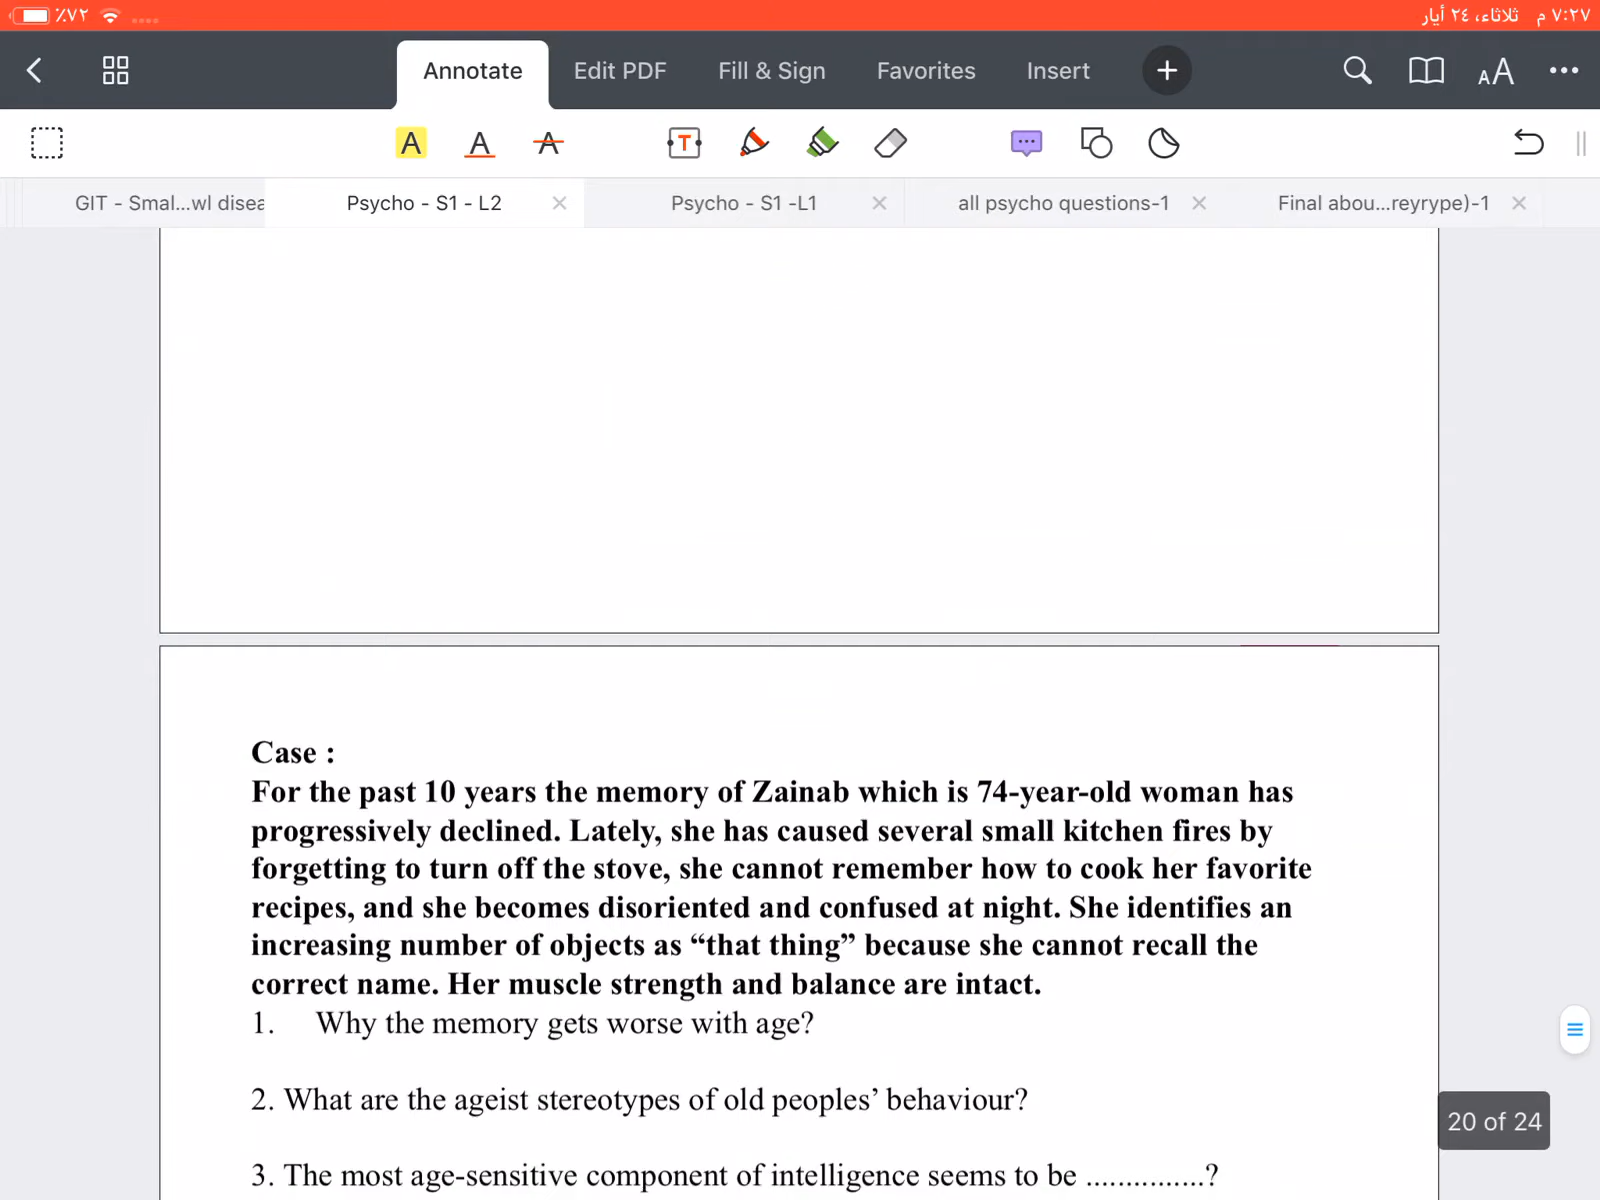 ٪٧٢
٧:٢٧ م ثلاثاء، ٢٤ أيار
Annotate
Edit PDF
Fill & Sign
Favorites
Insert
AA
A
A
A
T
GIT - Smal...wl disea
Psycho - S1 - L2
Psycho - S1 -L1
all psycho questions-1
Final abou...reyrype)-1
Case :
For the past 10 years the memory of Zainab which is 74-year-old woman has
progressively declined. Lately, she has caused several small kitchen fires by
forgetting to turn off the stove, she cannot remember how to cook her favorite
recipes, and she becomes disoriented and confused at night. She identifies an
increasing number of objects as “that thing” because she cannot recall the
correct name. Her muscle strength and balance are intact.
1. Why the memory gets worse with age?
2. What are the ageist stereotypes of old peoples’ behaviour?
20 of 24
3. The most age-sensitive component of intelligence seems to be ...............?